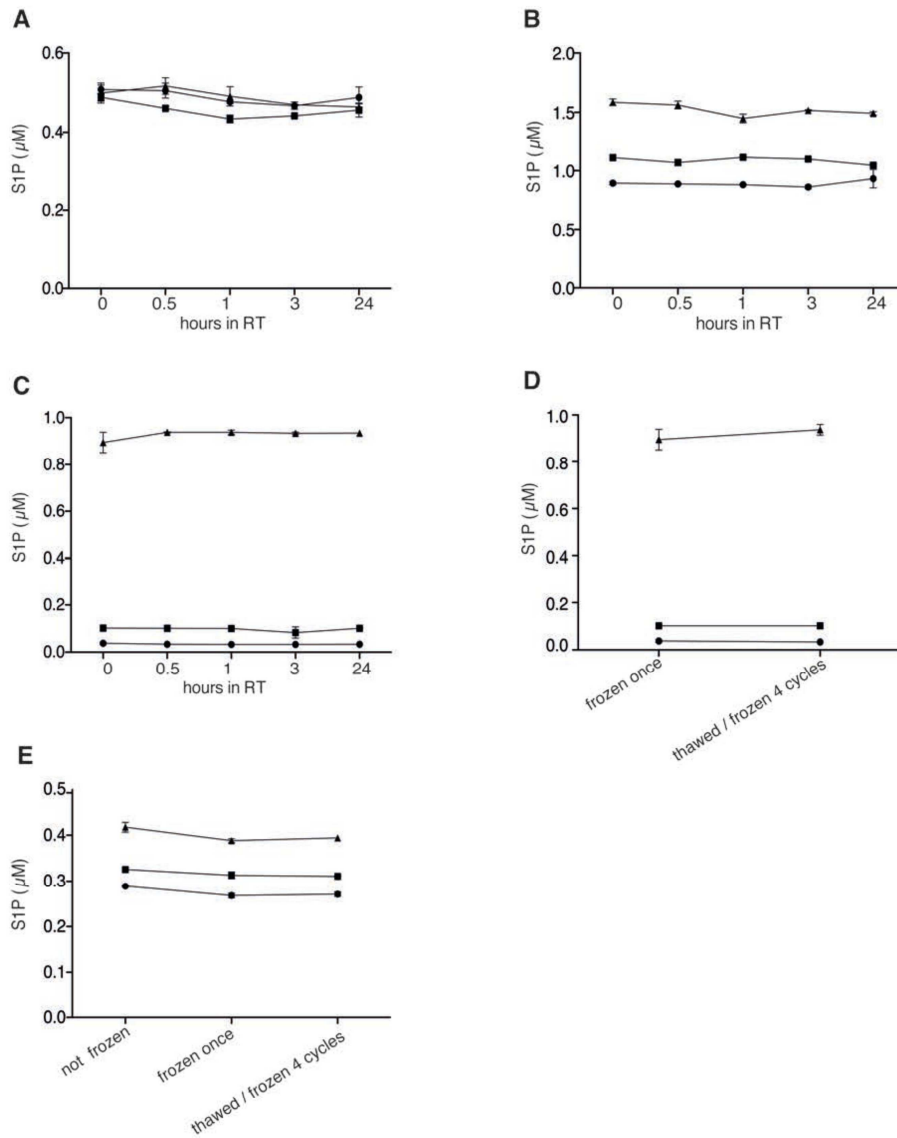 A
S1P (μM)
0.6
0.4
0.2
0.0
0 0.5 1 3 24
hours in RT
B
S1P (μM)
2.0
1.5
1.0
0.5
0.0
0 0.5 1 3 24
hours in RT
C
S1P (μM)
1.0
0.8
0.6
0.4
0.2
0.0
0 0.5 1 3 24
hours in RT
D
S1P (μM)
1.0
0.8
0.6
0.4
0.2
0.0
frozen once
thawed / frozen 4 cycles
E
S1P (μM)
0.5
0.4
0.3
0.2
0.1
0.0
not frozen
frozen once
thawed / frozen 4 cycles